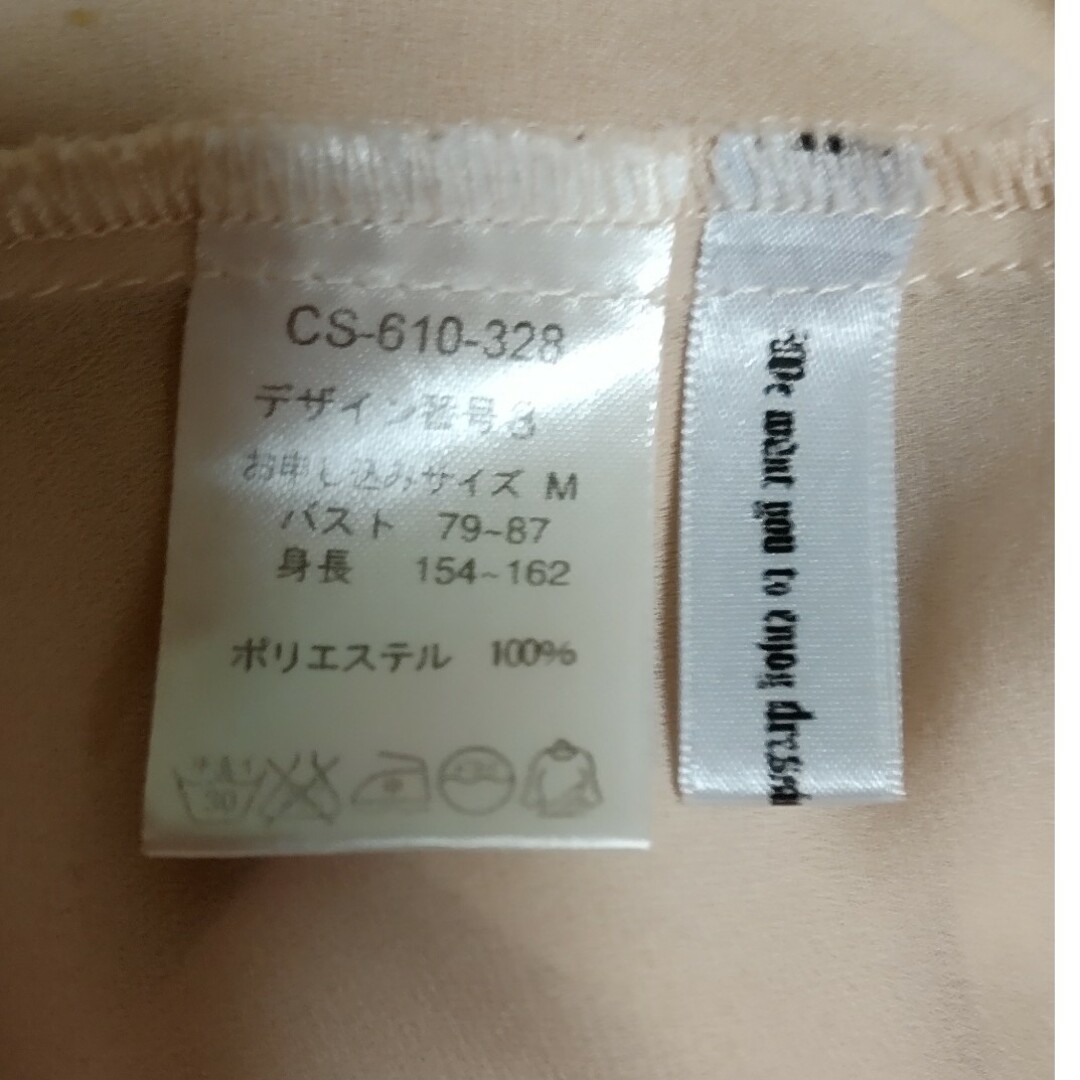 CS-610-328
デザイン番号3
お申し込みサイズ M
バスト 79~87
身長 154~162
ポリエステル 100%
30
We want you to enjoy